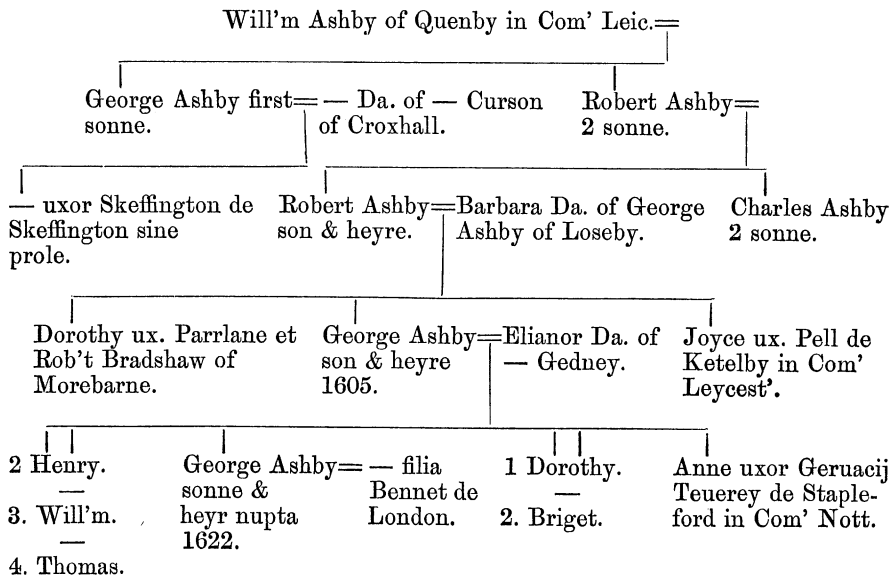 Will'm Ashby of Quenby in Com' Leic.=
George Ashby first= — Da. of — Curson
sonne. of Croxhall.
Robert Ashby=
2 sonne.
— uxor Skeffington de
Skeffington sine
prole.
Robert Ashby=Barbara Da. of George
son & heyre. Ashby of Loseby.
Charles Ashby
2 sonne.
Dorothy ux. Parrlane et
Rob't Bradshaw of
Morebarne.
George Ashby=Elianor Da. of
son & heyre — Gedney.
1605.
Joyce ux. Pell de
Ketelby in Com'
Leycest'.
2 Henry.
—
3. Will'm.
—
4. Thomas.
George Ashby= — filia
sonne & Bennet de
heyr nupta London.
1622.
1 Dorothy.
—
2. Briget.
Anne uxor Geruacij
Teuerey de Staple-
ford in Com' Nott.